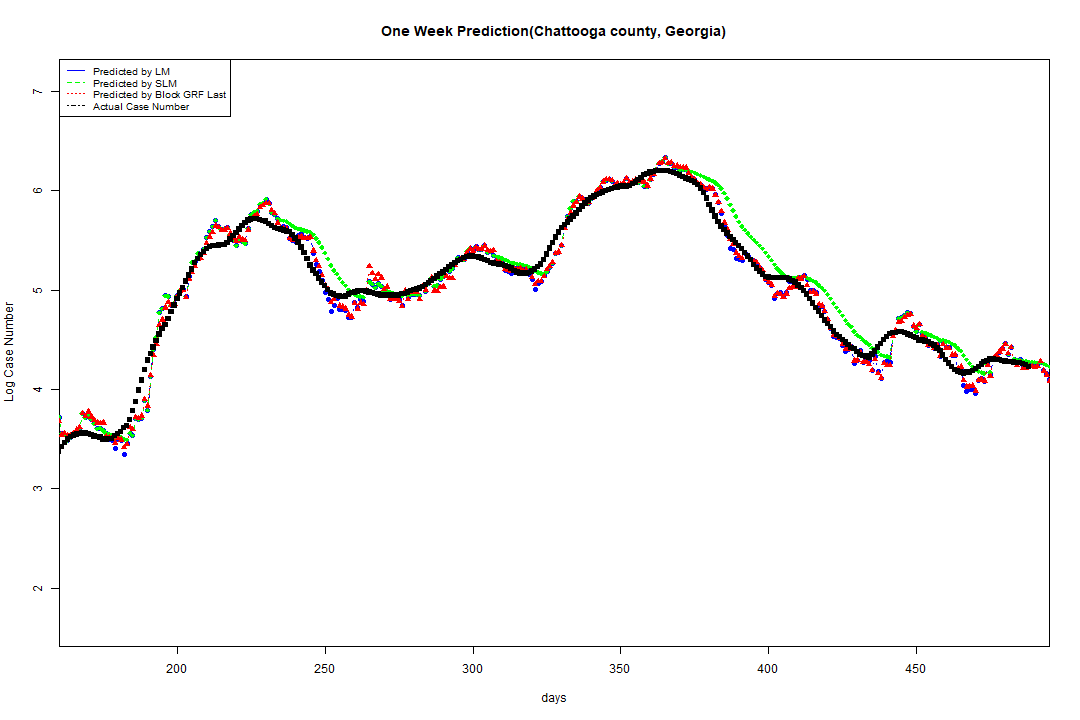 One Week Prediction(Chattooga county, Georgia)
Predicted by LM
Predicted by SLM
Predicted by Block GRF Last
Actual Case Number
Log Case Number
7
6
5
4
3
2
200 250 300 350 400 450
days